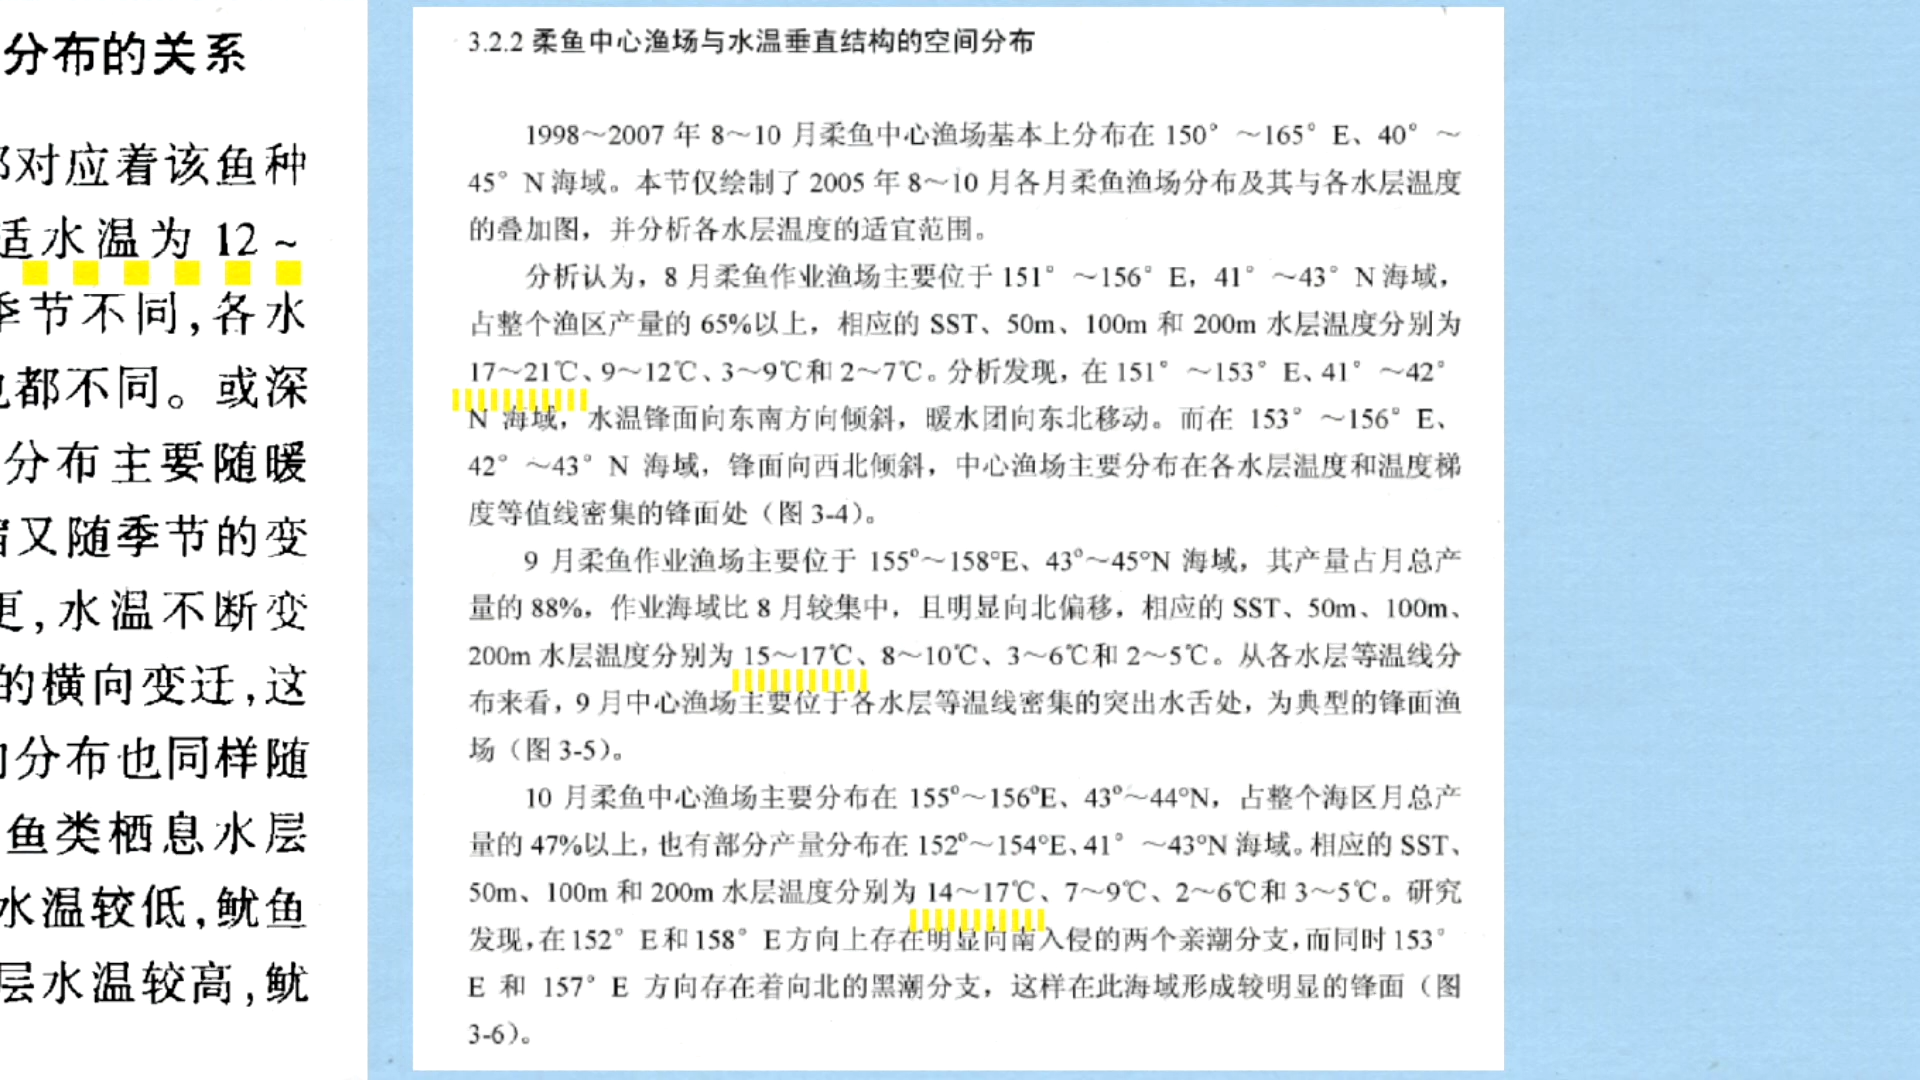 分布的关系
对应着该鱼种
适水温为 12 ~
季节不同,各水
都不同。或深
分布主要随暖
又随季节的变
更,水温不断变
的横向变迁,这
分布也同样随
鱼类栖息水层
水温较低,鱿鱼
层水温较高,鱿
3.2.2 柔鱼中心渔场与水温垂直结构的空间分布
1998～2007 年 8～10 月柔鱼中心渔场基本上分布在 150° ～165° E、40° ～
45° N 海域。本节仅绘制了 2005 年 8～10 月各月柔鱼渔场分布及其与各水层温度
的叠加图，并分析各水层温度的适宜范围。
分析认为，8 月柔鱼作业渔场主要位于 151° ～156° E，41° ～43° N 海域，
占整个渔区产量的 65%以上，相应的 SST、50m、100m 和 200m 水层温度分别为
17～21℃、9～12℃、3～9℃和 2～7℃。分析发现，在 151° ～153° E、41° ～42°
N 海域，水温锋面向东南方向倾斜，暖水团向东北移动。而在 153° ～156° E、
42° ～43° N 海域，锋面向西北倾斜，中心渔场主要分布在各水层温度和温度梯
度等值线密集的锋面处（图 3-4）。
9 月柔鱼作业渔场主要位于 155°～158°E、43°～45°N 海域，其产量占月总产
量的 88%，作业海域比 8 月较集中，且明显向北偏移，相应的 SST、50m、100m、
200m 水层温度分别为 15～17℃、8～10℃、3～6℃和 2～5℃。从各水层等温线分
布来看，9 月中心渔场主要位于各水层等温线密集的突出水舌处，为典型的锋面渔
场（图 3-5）。
10 月柔鱼中心渔场主要分布在 155°～156°E、43°～44°N，占整个海区月总产
量的 47%以上，也有部分产量分布在 152°～154°E、41° ～43°N 海域。相应的 SST、
50m、100m 和 200m 水层温度分别为 14～17℃、7～9℃、2～6℃和 3～5℃。研究
发现，在 152° E 和 158° E 方向上存在明显向南入侵的两个亲潮分支，而同时 153°
E 和 157° E 方向存在着向北的黑潮分支，这样在此海域形成较明显的锋面（图
3-6）。